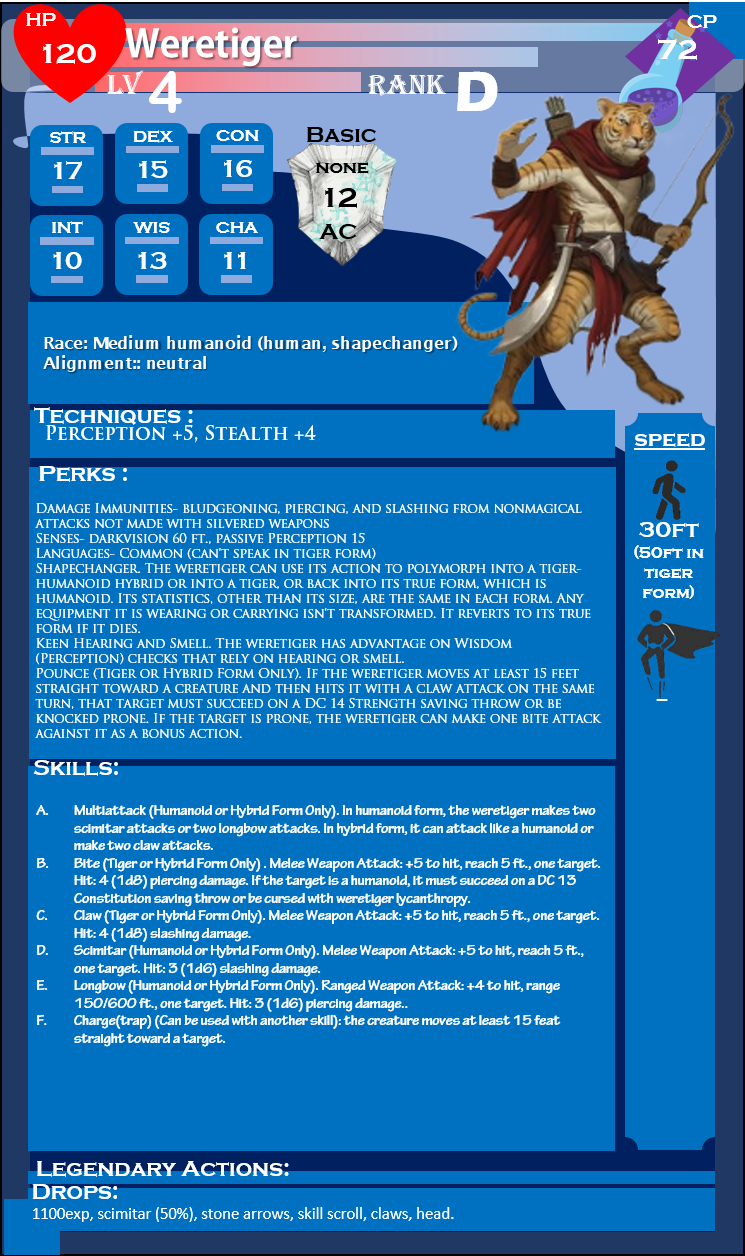 HP
120
Weretiger
CP
72
LV 4
RANK D
STR
17
DEX
15
CON
16
INT
10
WIS
13
CHA
11
Basic
none
12
AC
Race: Medium humanoid (human, shapechanger)
Alignment:: neutral
Techniques :
Perception +5, Stealth +4
Perks :
Damage Immunities- bludgeoning, piercing, and slashing from nonmagical
attacks not made with silvered weapons
Senses- darkvision 60 ft., passive Perception 15
Languages- Common (can't speak in tiger form)
Shapechanger. The weretiger can use its action to polymorph into a tiger-
humanoid hybrid or into a tiger, or back into its true form, which is
humanoid. Its statistics, other than its size, are the same in each form. Any
equipment it is wearing or carrying isn't transformed. It reverts to its true
form if it dies.
Keen Hearing and Smell. The weretiger has advantage on Wisdom
(Perception) checks that rely on hearing or smell.
Pounce (Tiger or Hybrid Form Only). If the weretiger moves at least 15 feet
straight toward a creature and then hits it with a claw attack on the same
turn, that target must succeed on a DC 14 Strength saving throw or be
knocked prone. If the target is prone, the weretiger can make one bite attack
against it as a bonus action.
SPEED
30ft
(50ft in
tiger
form)
–
Skills:
A. Multiattack (Humanoid or Hybrid Form Only). In humanoid form, the weretiger makes two
scimitar attacks or two longbow attacks. In hybrid form, it can attack like a humanoid or
make two claw attacks.
B. Bite (Tiger or Hybrid Form Only) . Melee Weapon Attack: +5 to hit, reach 5 ft., one target.
Hit: 4 (1d8) piercing damage. If the target is a humanoid, it must succeed on a DC 13
Constitution saving throw or be cursed with weretiger lycanthropy.
C. Claw (Tiger or Hybrid Form Only). Melee Weapon Attack: +5 to hit, reach 5 ft., one target.
Hit: 4 (1d8) slashing damage.
D. Scimitar (Humanoid or Hybrid Form Only). Melee Weapon Attack: +5 to hit, reach 5 ft.,
one target. Hit: 3 (1d6) slashing damage.
E. Longbow (Humanoid or Hybrid Form Only). Ranged Weapon Attack: +4 to hit, range
150/600 ft., one target. Hit: 3 (1d6) piercing damage..
F. Charge(trap) (Can be used with another skill): the creature moves at least 15 feat
straight toward a target.
Legendary Actions:
Drops:
1100exp, scimitar (50%), stone arrows, skill scroll, claws, head.